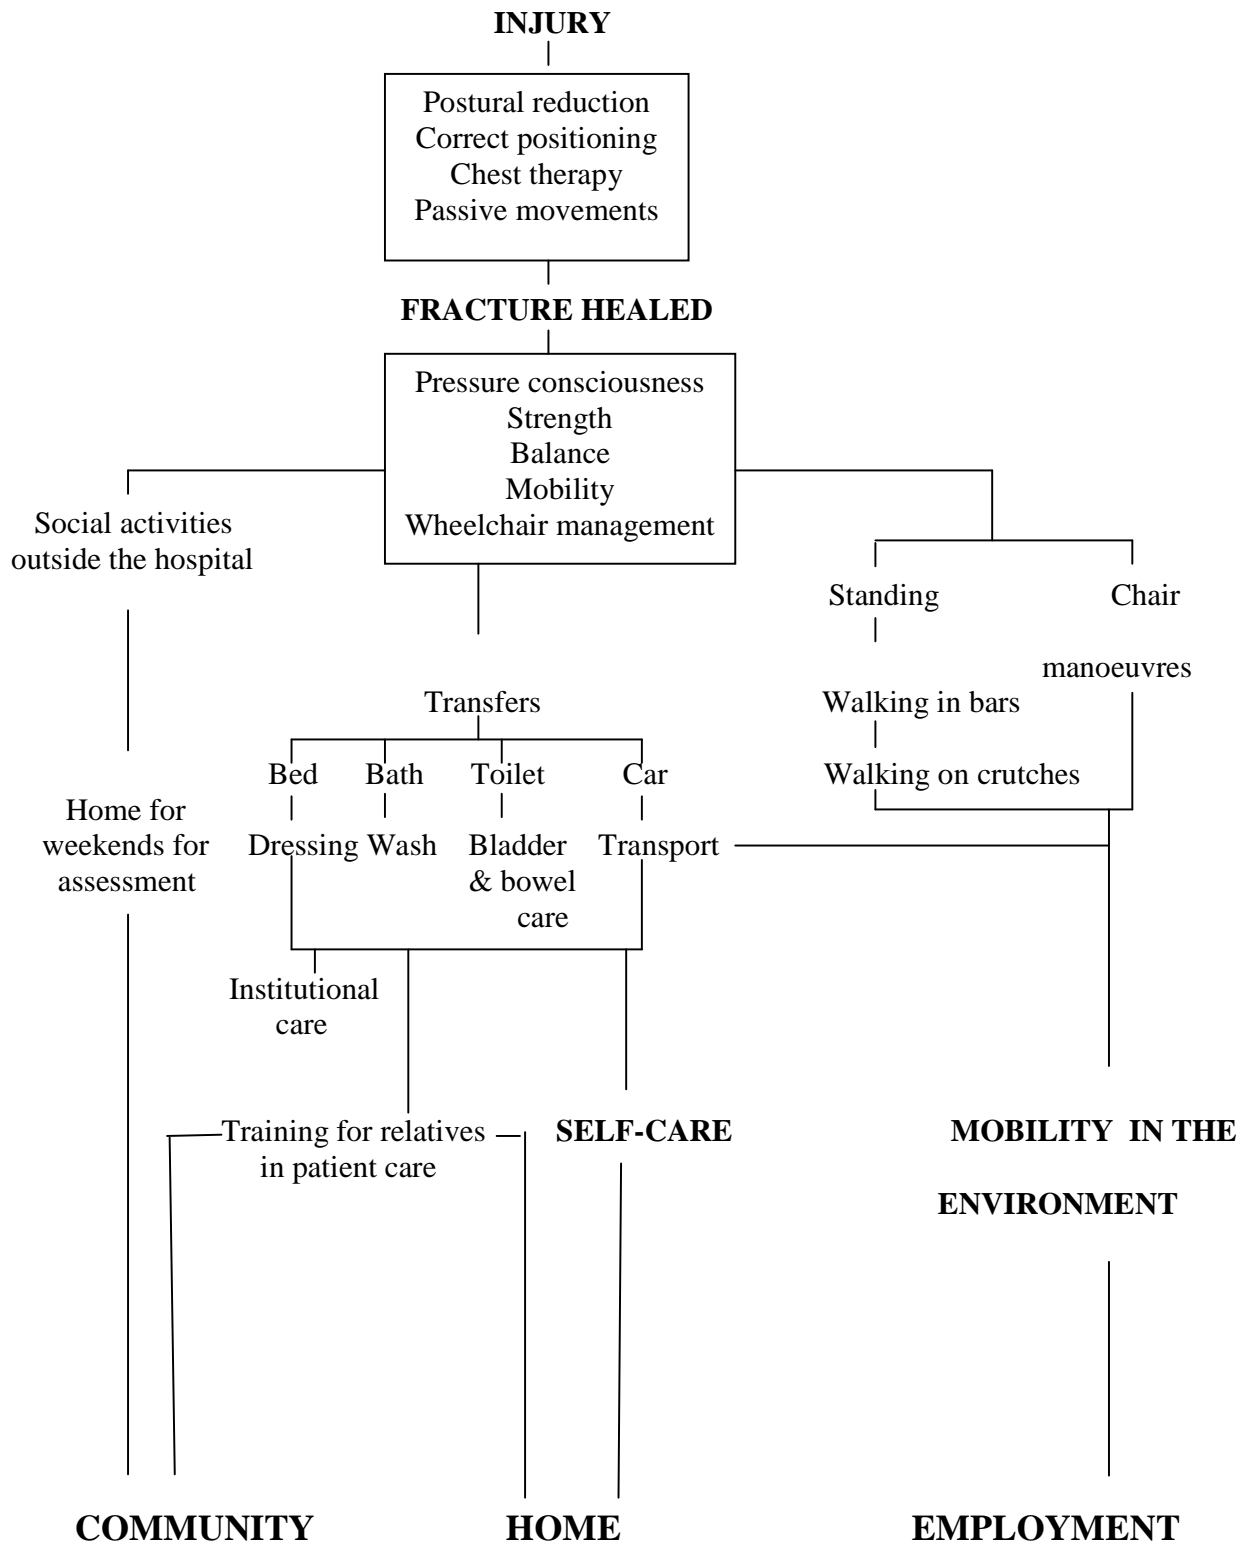 INJURY
Postural reduction
Correct positioning
Chest therapy
Passive movements
FRACTURE HEALED
Pressure consciousness
Strength
Balance
Mobility
Wheelchair management
Social activities
outside the hospital
Standing
Chair
manoeuvres
Transfers
Walking in bars
Bed
Bath
Toilet
Car
Walking on crutches
Home for
weekends for
assessment
Dressing
Wash
Bladder
& bowel
care
Transport
Institutional
care
Training for relatives
in patient care
SELF-CARE
MOBILITY IN THE
ENVIRONMENT
COMMUNITY
HOME
EMPLOYMENT